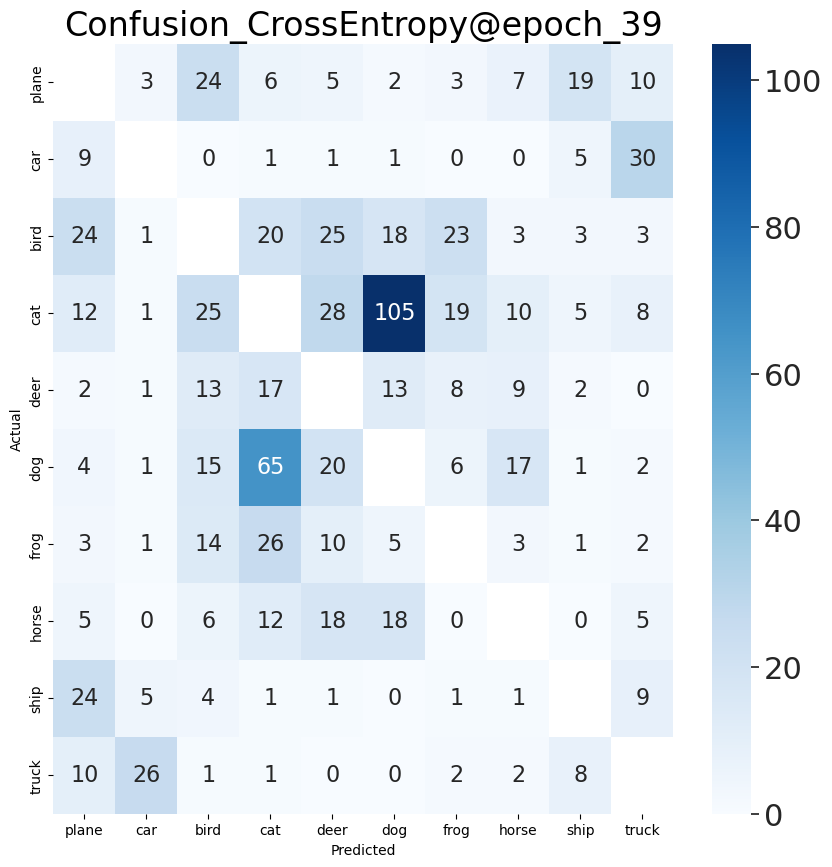 Confusion_CrossEntropy@epoch_39
plane 3 24 6 5 2 3 7 19 10
car 9 0 1 1 1 0 0 5 30
bird 24 1 20 25 18 23 3 3 3
cat 12 1 25 28 105 19 10 5 8
deer 2 1 13 17 13 8 9 2 0
dog 4 1 15 65 20 6 17 1 2
frog 3 1 14 26 10 5 3 1 2
horse 5 0 6 12 18 18 0 0 5
ship 24 5 4 1 1 0 1 1 9
truck 10 26 1 1 0 0 2 2 8
Actual
plane car bird cat deer dog frog horse ship truck
Predicted
100
80
60
40
20
0